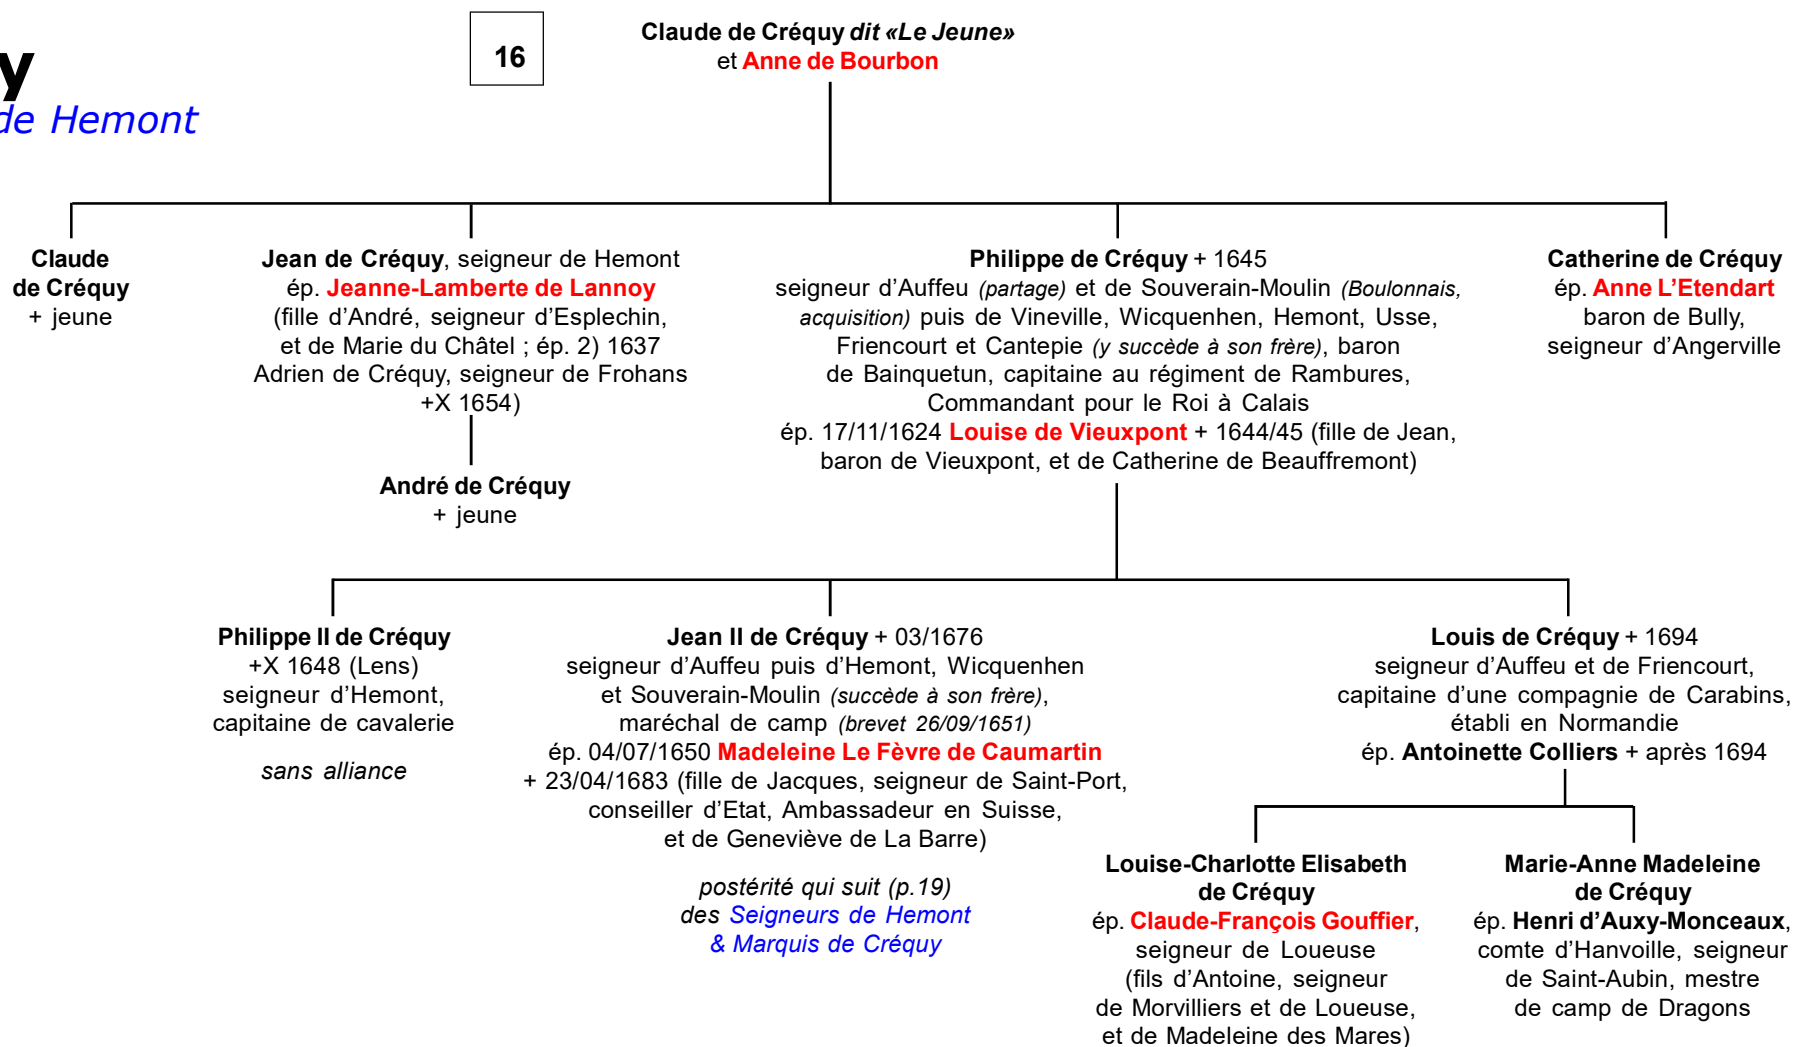 y
de Hemont
16
Claude de Créquy dit «Le Jeune»
et Anne de Bourbon
Claude
de Créquy
+ jeune
Jean de Créquy, seigneur de Hemont
ép. Jeanne-Lamberte de Lannoy
(fille d’André, seigneur d’Esplechin,
et de Marie du Châtel ; ép. 2) 1637
Adrien de Créquy, seigneur de Frohans
+X 1654)
André de Créquy
+ jeune
Philippe de Créquy + 1645
seigneur d’Auffeu (partage) et de Souverain-Moulin (Boulonnais,
acquisition) puis de Vineville, Wicquenhen, Hemont, Usse,
Friencourt et Cantepie (y succède à son frère), baron
de Bainquetun, capitaine au régiment de Rambures,
Commandant pour le Roi à Calais
ép. 17/11/1624 Louise de Vieuxpont + 1644/45 (fille de Jean,
baron de Vieuxpont, et de Catherine de Beauffremont)
Catherine de Créquy
ép. Anne L’Etendart
baron de Bully,
seigneur d’Angerville
Philippe II de Créquy
+X 1648 (Lens)
seigneur d’Hemont,
capitaine de cavalerie
sans alliance
Jean II de Créquy + 03/1676
seigneur d’Auffeu puis d’Hemont, Wicquenhen
et Souverain-Moulin (succède à son frère),
maréchal de camp (brevet 26/09/1651)
ép. 04/07/1650 Madeleine Le Fèvre de Caumartin
+ 23/04/1683 (fille de Jacques, seigneur de Saint-Port,
conseiller d’Etat, Ambassadeur en Suisse,
et de Geneviève de La Barre)
postérité qui suit (p.19)
des Seigneurs de Hemont
& Marquis de Créquy
Louis de Créquy + 1694
seigneur d’Auffeu et de Friencourt,
capitaine d’une compagnie de Carabins,
établi en Normandie
ép. Antoinette Colliers + après 1694
Louise-Charlotte Elisabeth
de Créquy
ép. Claude-François Gouffier,
seigneur de Loueuse
(fils d’Antoine, seigneur
de Morvilliers et de Loueuse,
et de Madeleine des Mares)
Marie-Anne Madeleine
de Créquy
ép. Henri d’Auxy-Monceaux,
comte d’Hanvoille, seigneur
de Saint-Aubin, mestre
de camp de Dragons